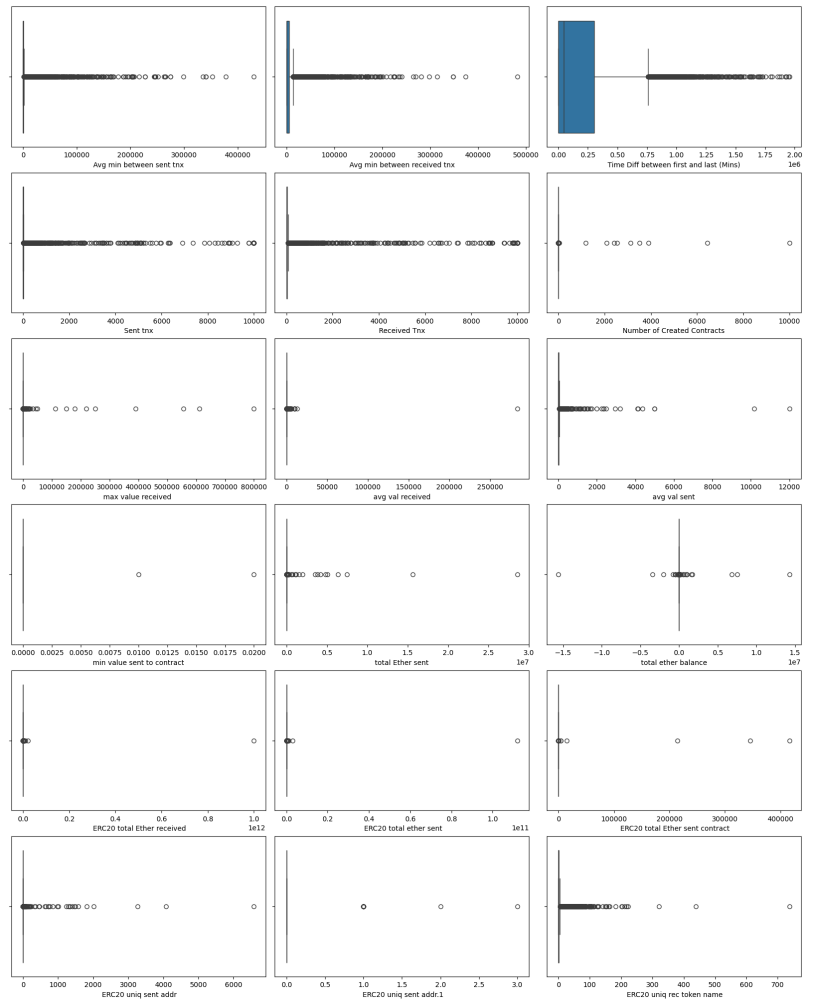 0 100000 200000 300000 400000
Avg min between sent tnx
0 100000 200000 300000 400000 500000
Avg min between received tnx
0.00 0.25 0.50 0.75 1.00 1.25 1.50 1.75 2.00
Time Diff between first and last (Mins) 1e6
0 2000 4000 6000 8000 10000
Sent tnx
0 2000 4000 6000 8000 10000
Received Tnx
0 2000 4000 6000 8000 10000
Number of Created Contracts
0 100000 200000 300000 400000 500000 600000 700000 800000
max value received
0 50000 100000 150000 200000 250000
avg val received
0 2000 4000 6000 8000 10000 12000
avg val sent
0.0000 0.0025 0.0050 0.0075 0.0100 0.0125 0.0150 0.0175 0.0200
min value sent to contract
0.0 0.5 1.0 1.5 2.0 2.5 3.0
total Ether sent 1e7
−1.5 −1.0 −0.5 0.0 0.5 1.0 1.5
total ether balance 1e7
0.0 0.2 0.4 0.6 0.8 1.0
ERC20 total Ether received 1e12
0.0 0.2 0.4 0.6 0.8 1.0
ERC20 total ether sent 1e11
0 100000 200000 300000 400000
ERC20 total Ether sent contract
0 1000 2000 3000 4000 5000 6000
ERC20 uniq sent addr
0.0 0.5 1.0 1.5 2.0 2.5 3.0
ERC20 uniq sent addr.1
0 100 200 300 400 500 600 700
ERC20 uniq rec token name